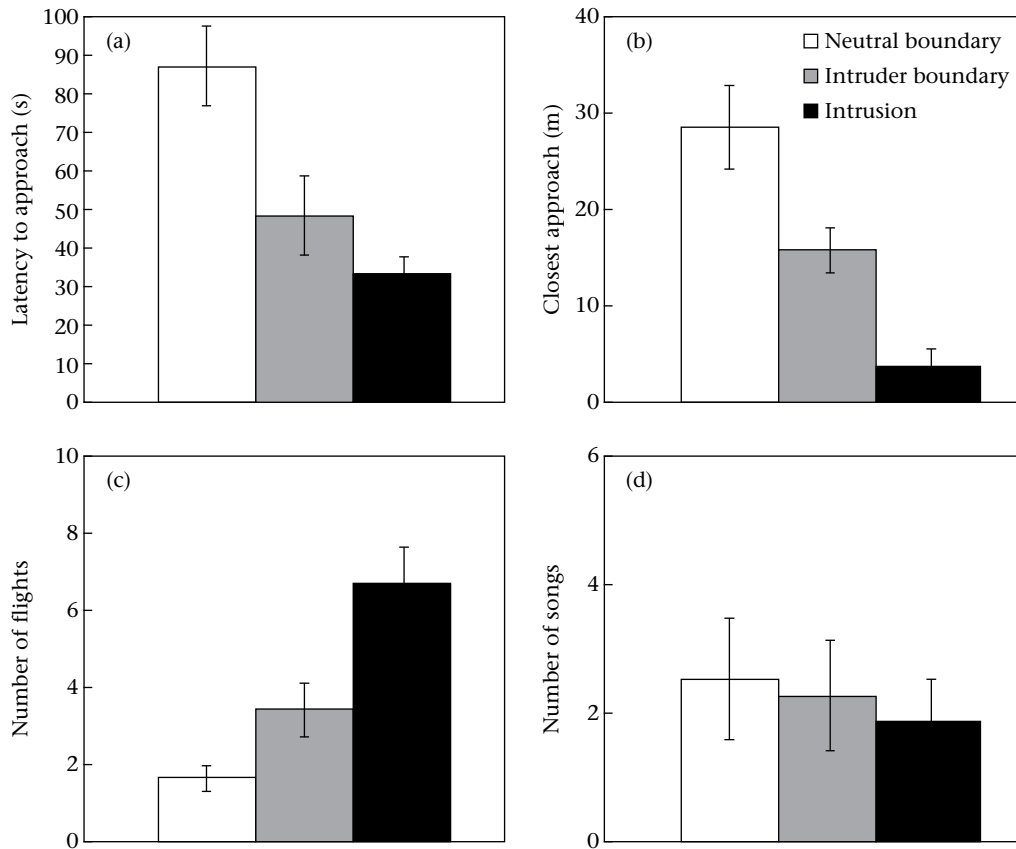 (a)
Latency to approach (s)
100
90
80
70
60
50
40
30
20
10
0
(b)
Closest approach (m)
40
30
20
10
0
Neutral boundary
Intruder boundary
Intrusion
(c)
Number of flights
10
8
6
4
2
0
(d)
Number of songs
6
4
2
0